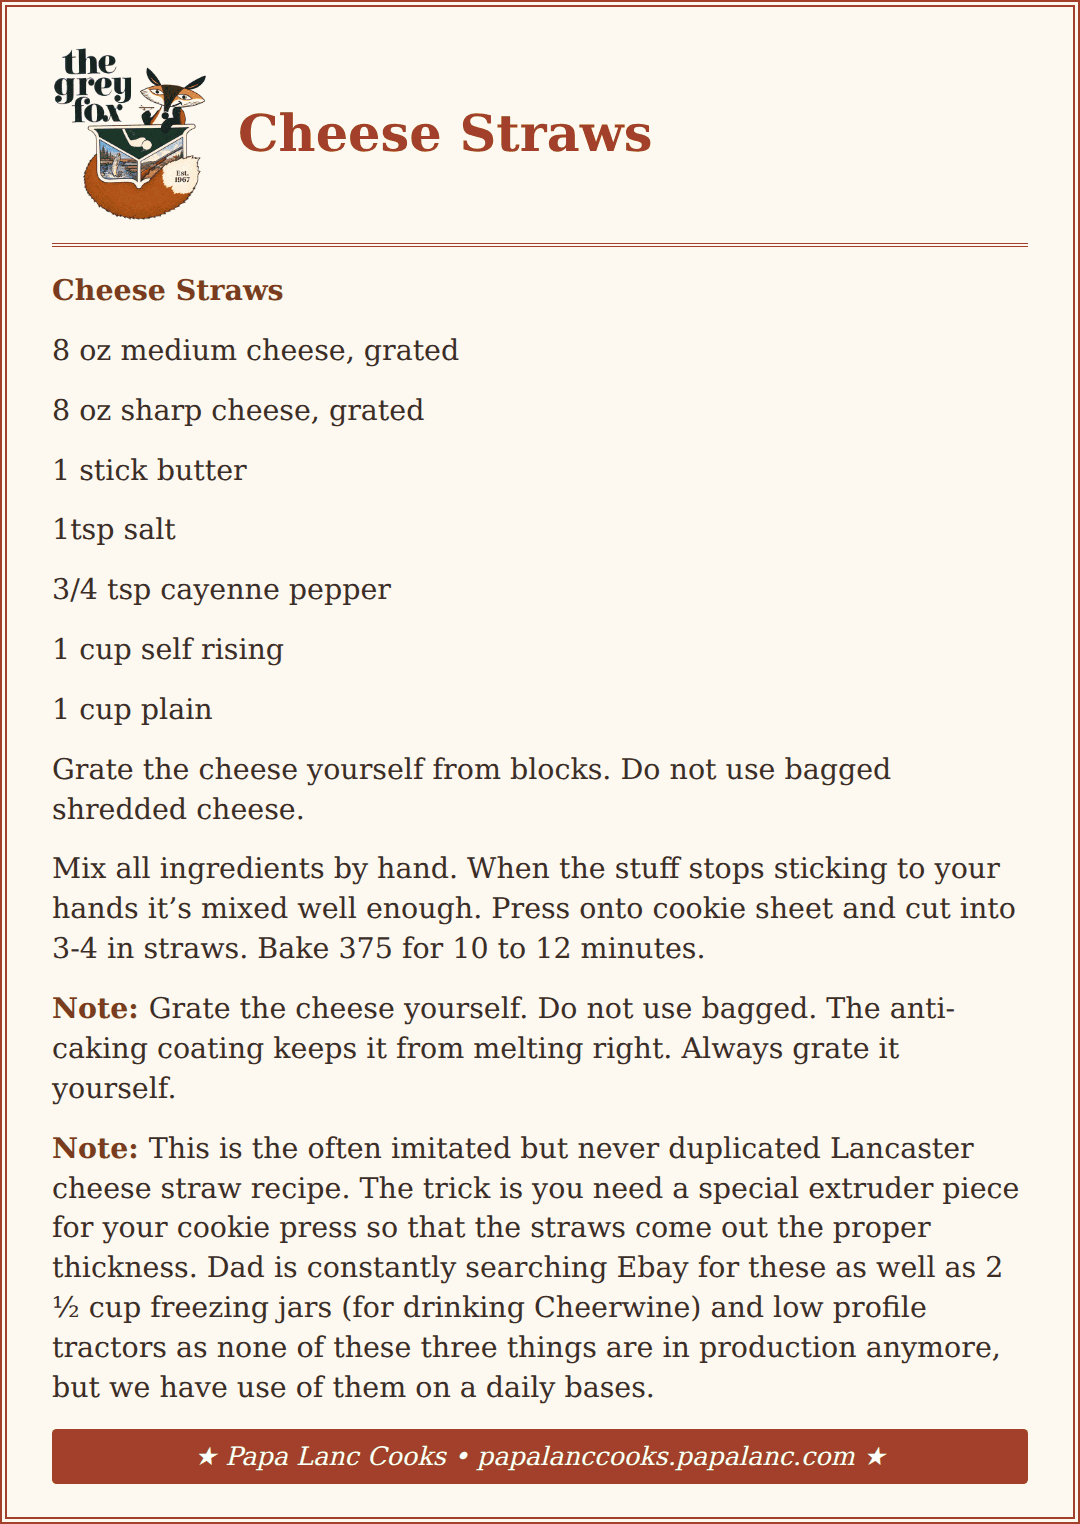 the
grey
fox
Est.
1967
Cheese Straws
Cheese Straws
8 oz medium cheese, grated
8 oz sharp cheese, grated
1 stick butter
1tsp salt
3/4 tsp cayenne pepper
1 cup self rising
1 cup plain
Grate the cheese yourself from blocks. Do not use bagged
shredded cheese.
Mix all ingredients by hand. When the stuff stops sticking to your
hands it’s mixed well enough. Press onto cookie sheet and cut into
3-4 in straws. Bake 375 for 10 to 12 minutes.
Note: Grate the cheese yourself. Do not use bagged. The anti-
caking coating keeps it from melting right. Always grate it
yourself.
Note: This is the often imitated but never duplicated Lancaster
cheese straw recipe. The trick is you need a special extruder piece
for your cookie press so that the straws come out the proper
thickness. Dad is constantly searching Ebay for these as well as 2
½ cup freezing jars (for drinking Cheerwine) and low profile
tractors as none of these three things are in production anymore,
but we have use of them on a daily bases.
★ Papa Lanc Cooks • papalanccooks.papalanc.com ★